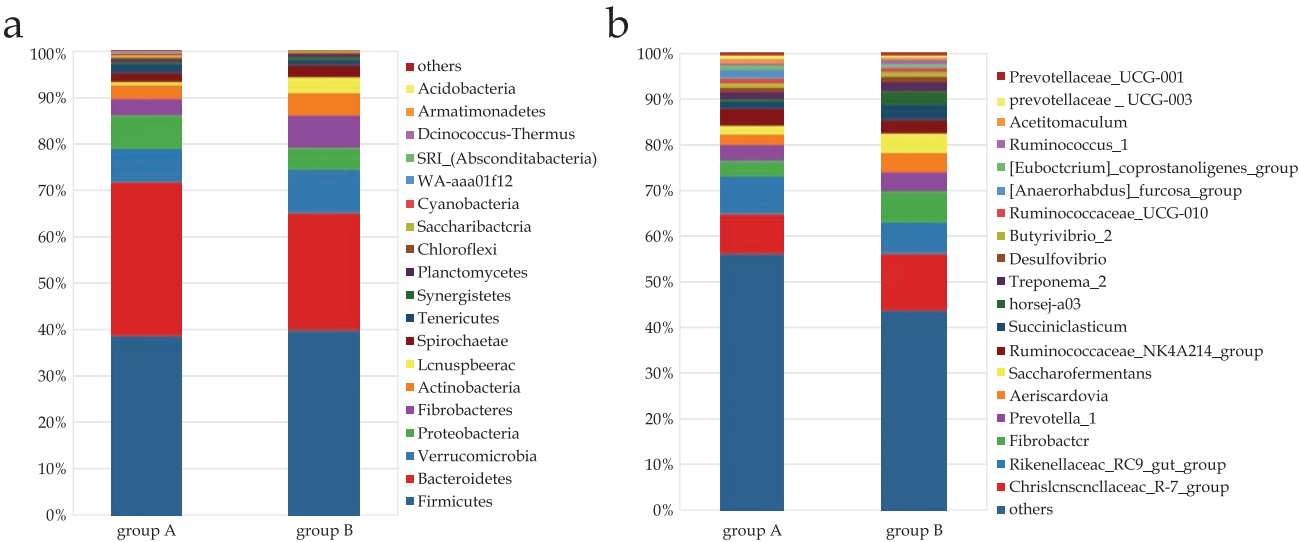 a
100%
90%
80%
70%
60%
50%
40%
30%
20%
10%
0%
group A
group B
others
Acidobacteria
Armatimonadetes
Dcinococcus-Thermus
SRI_(Absconditabacteria)
WA-aaa01f12
Cyanobacteria
Saccharibactcria
Chloroflexi
Planctomycetes
Synergistetes
Tenericutes
Spirochaetae
Lcnuspbeerac
Actinobacteria
Fibrobacteres
Proteobacteria
Verrucomicrobia
Bacteroidetes
Firmicutes
b
100%
90%
80%
70%
60%
50%
40%
30%
20%
10%
0%
group A
group B
Prevotellaceae_UCG-001
prevotellaceae _ UCG-003
Acetitomaculum
Ruminococcus_1
[Euboctcrium]_coprostanoligenes_group
[Anaerorhabdus]_furcosa_group
Ruminococcaceae_UCG-010
Butyrivibrio_2
Desulfovibrio
Treponema_2
horsej-a03
Succiniclasticum
Ruminococcaceae_NK4A214_group
Saccharofermentans
Aeriscardovia
Prevotella_1
Fibrobactcr
Rikenellaceac_RC9_gut_group
Chrislcnscncllaceac_R-7_group
others